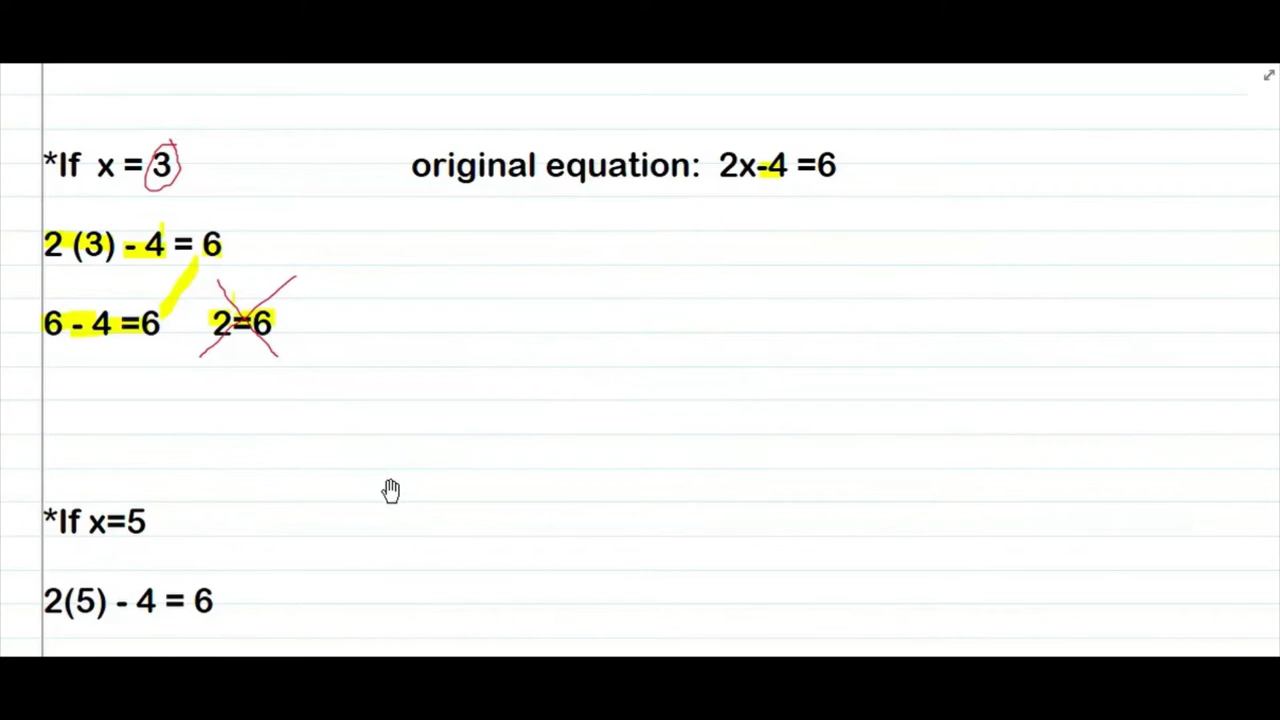 *If x = 3 original equation: 2x-4 =6
2 (3) - 4 = 6
6 - 4 =6 2=6
*If x=5
2(5) - 4 = 6